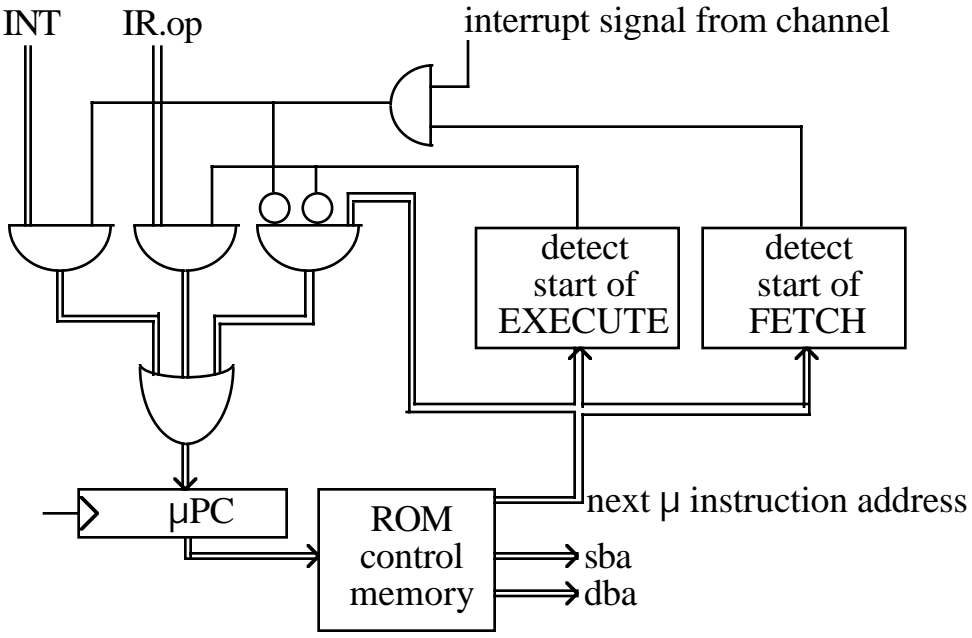 INT
IR.op
interrupt signal from channel
detect
start of
EXECUTE
detect
start of
FETCH
µPC
ROM
control
memory
next µ instruction address
sba
dba